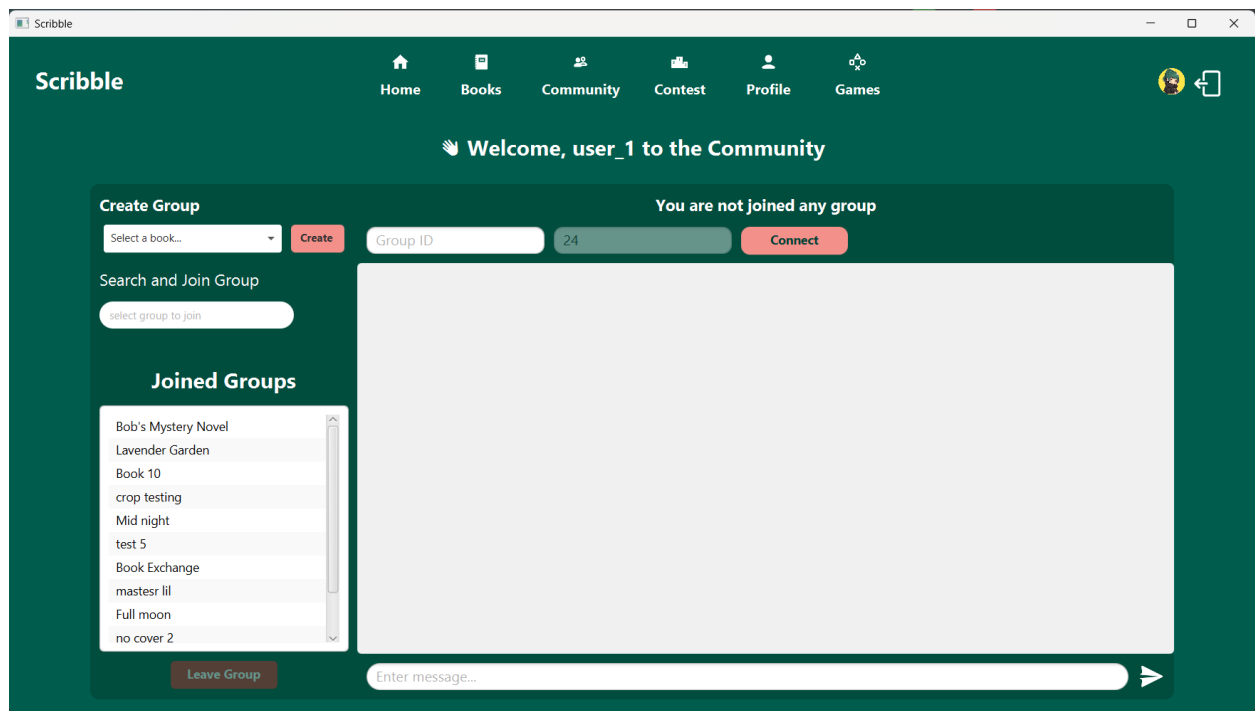 Scribble
Scribble
Home
Books
Community
Contest
Profile
Games
Welcome, user_1 to the Community
Create Group
Select a book...
Create
Search and Join Group
select group to join
Joined Groups
Bob's Mystery Novel
Lavender Garden
Book 10
crop testing
Mid night
test 5
Book Exchange
mastesr lil
Full moon
no cover 2
Leave Group
You are not joined any group
Group ID
24
Connect
Enter message...